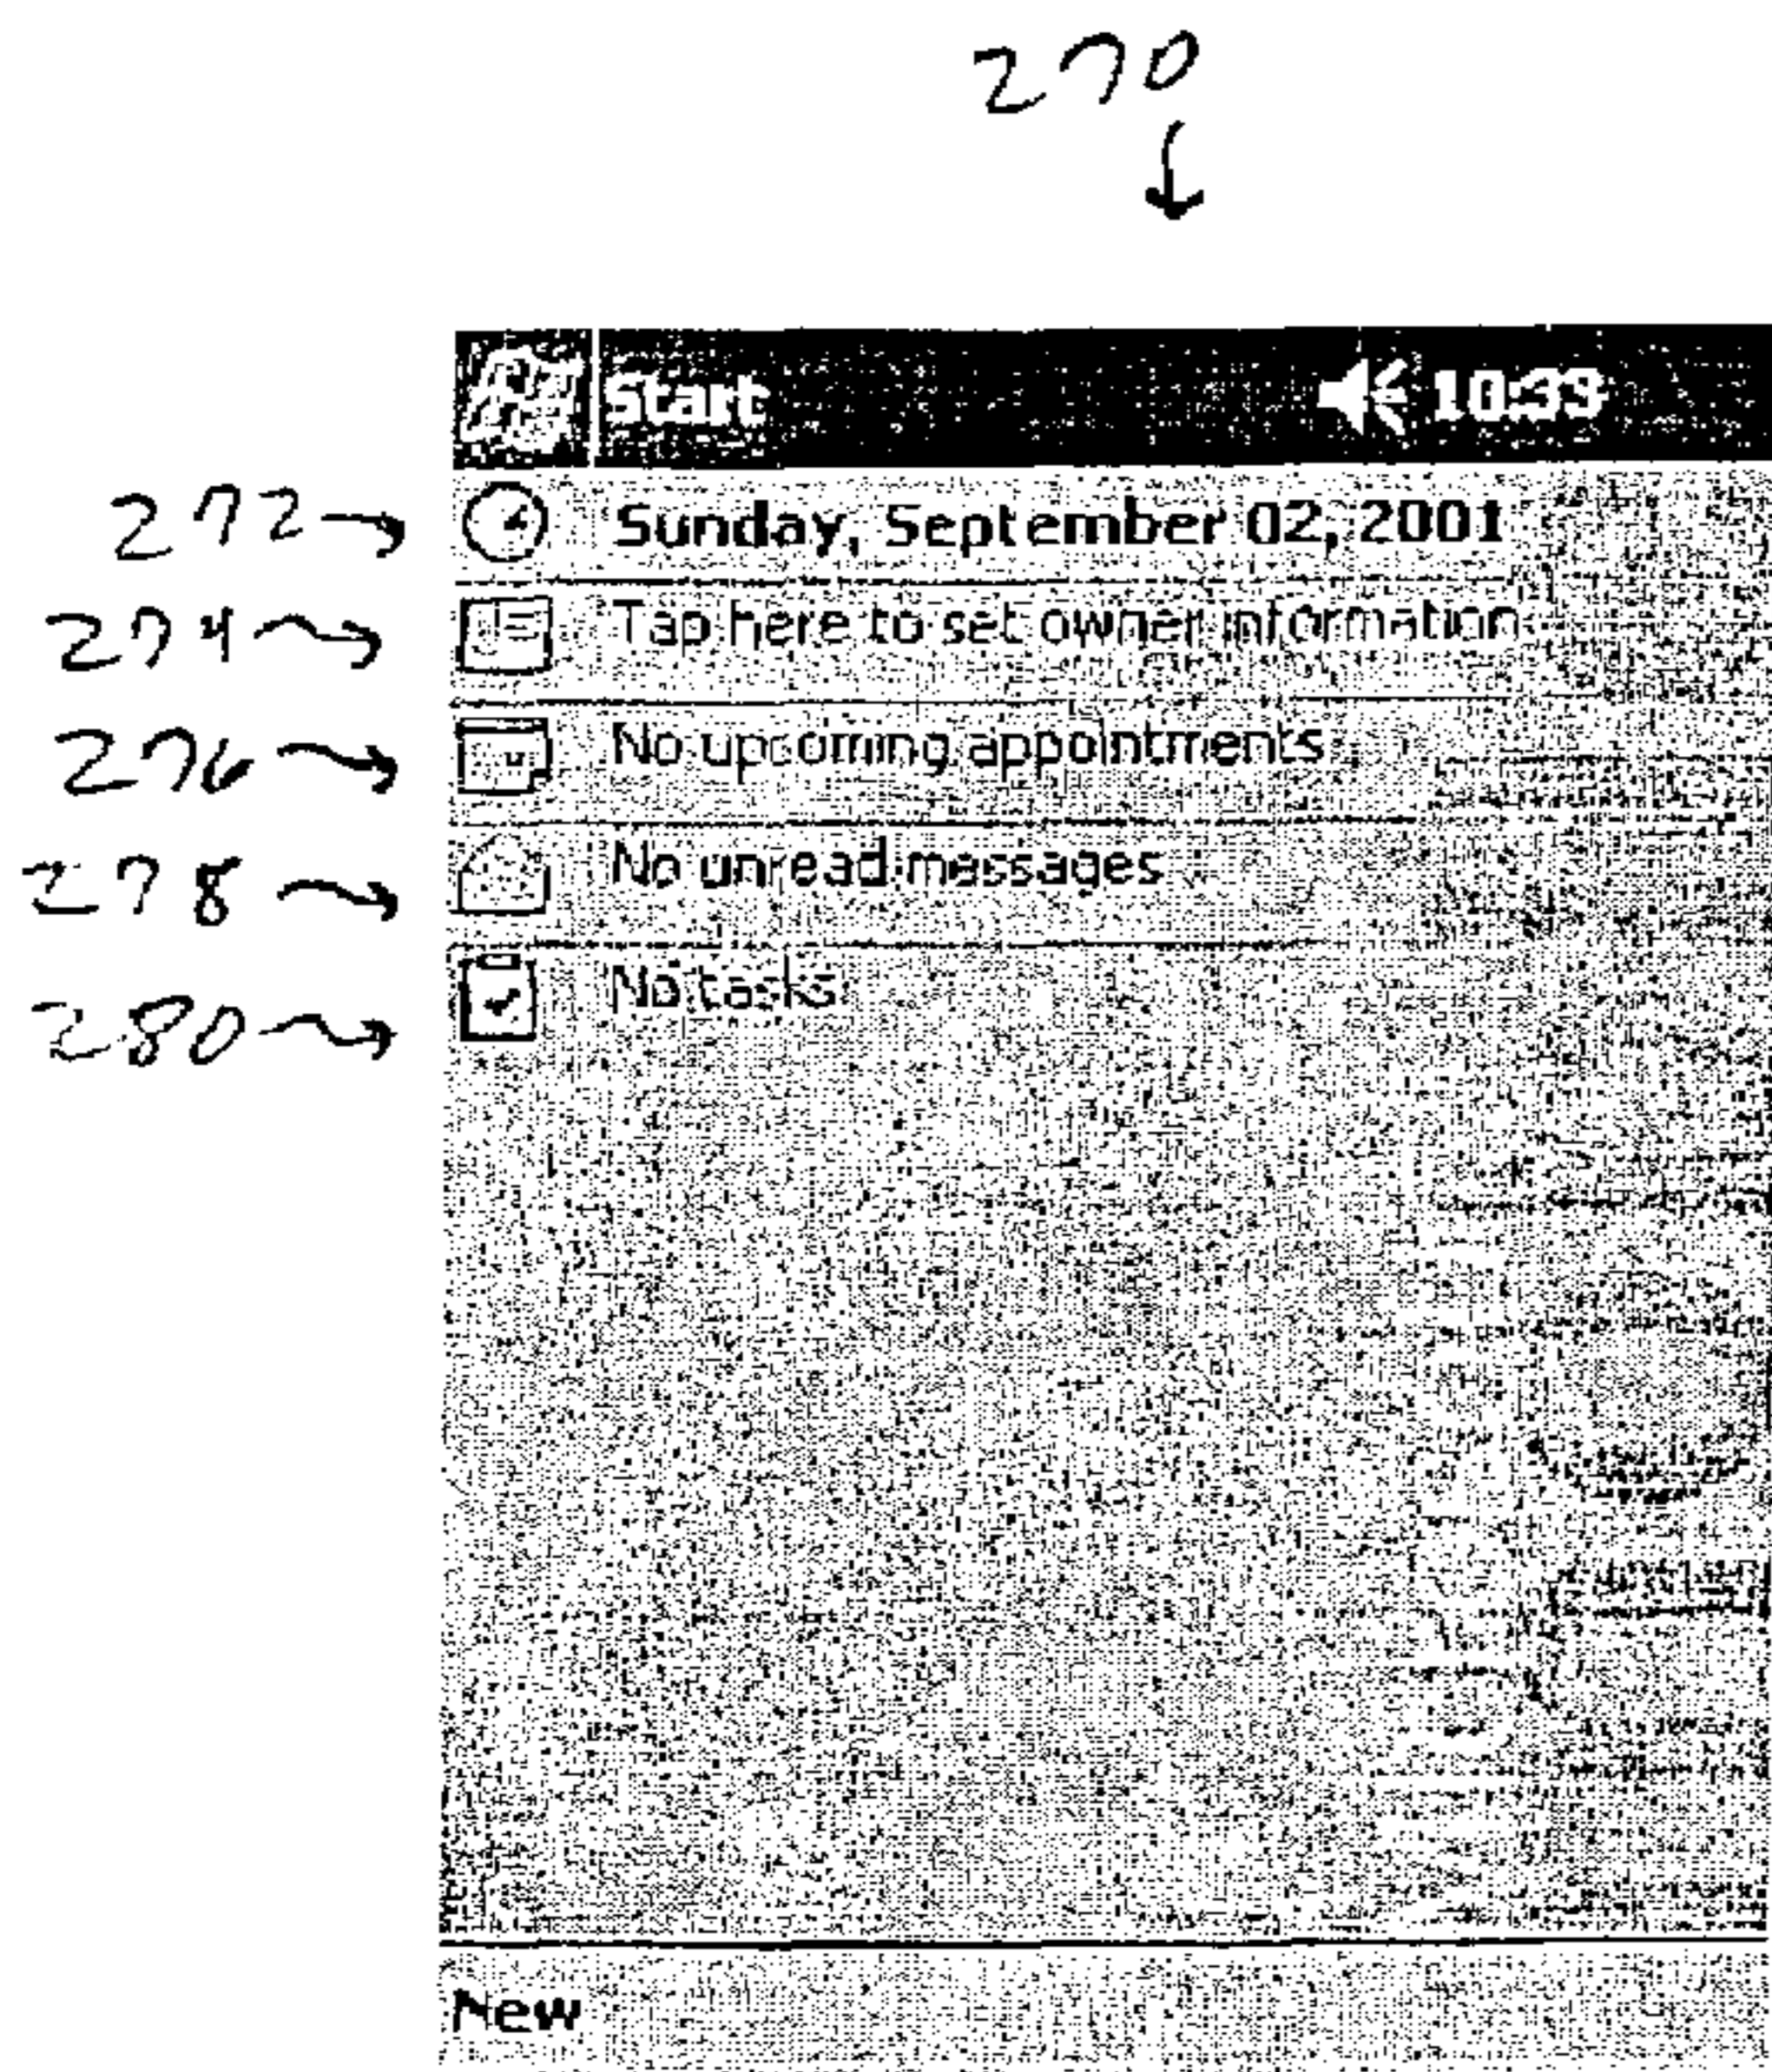 270
Start 10:39
272 Sunday, September 02, 2001
274 Tap here to set owner information
276 No upcoming appointments
278 No unread messages
280 No tasks
New